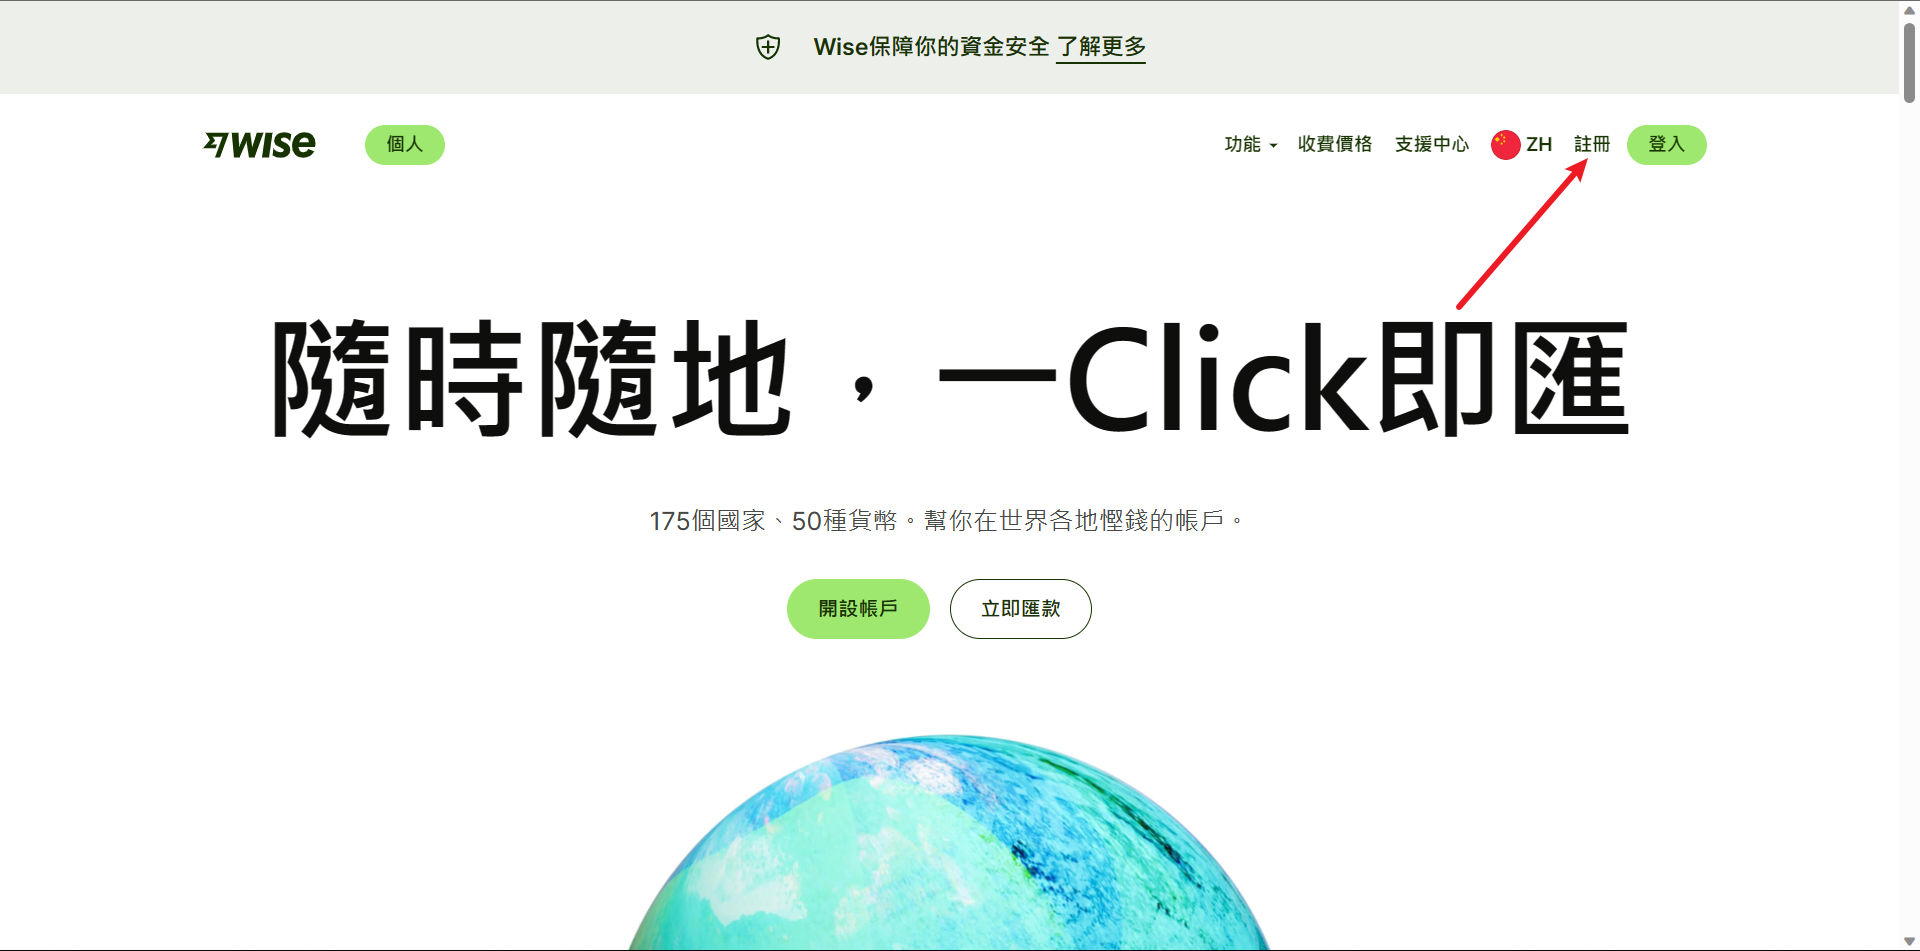 Wise保障你的資金安全 了解更多
WISE 個人 功能 收費價格 支援中心 ZH 註冊 登入
隨時隨地，一Click即匯
175個國家、50種貨幣。幫你在世界各地慳錢的帳戶。
開設帳戶 立即匯款